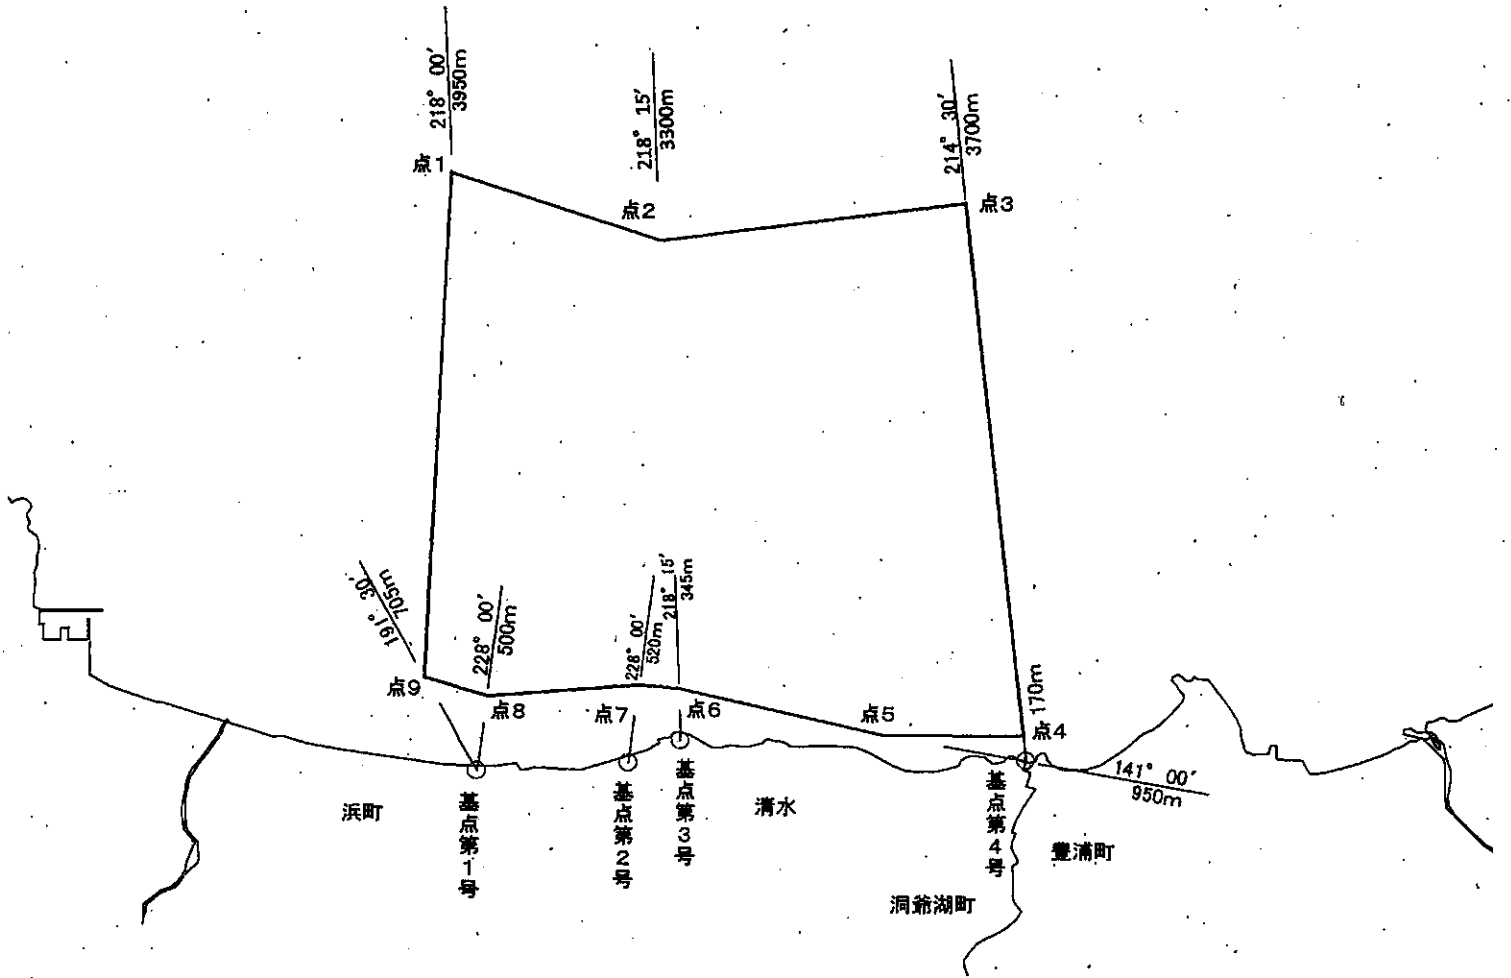 218° 00′
3950m
218° 15′
3300m
214° 30′
3700m
点1
点2
点3
191° 30′
705m
228° 00′
500m
228° 00′
520m
218° 15′
345m
170m
点9
点8
点7
点6
点5
点4
141° 00′
950m
浜町
基点第1号
基点第2号
基点第3号
清水
基点第4号
豊浦町
洞爺湖町